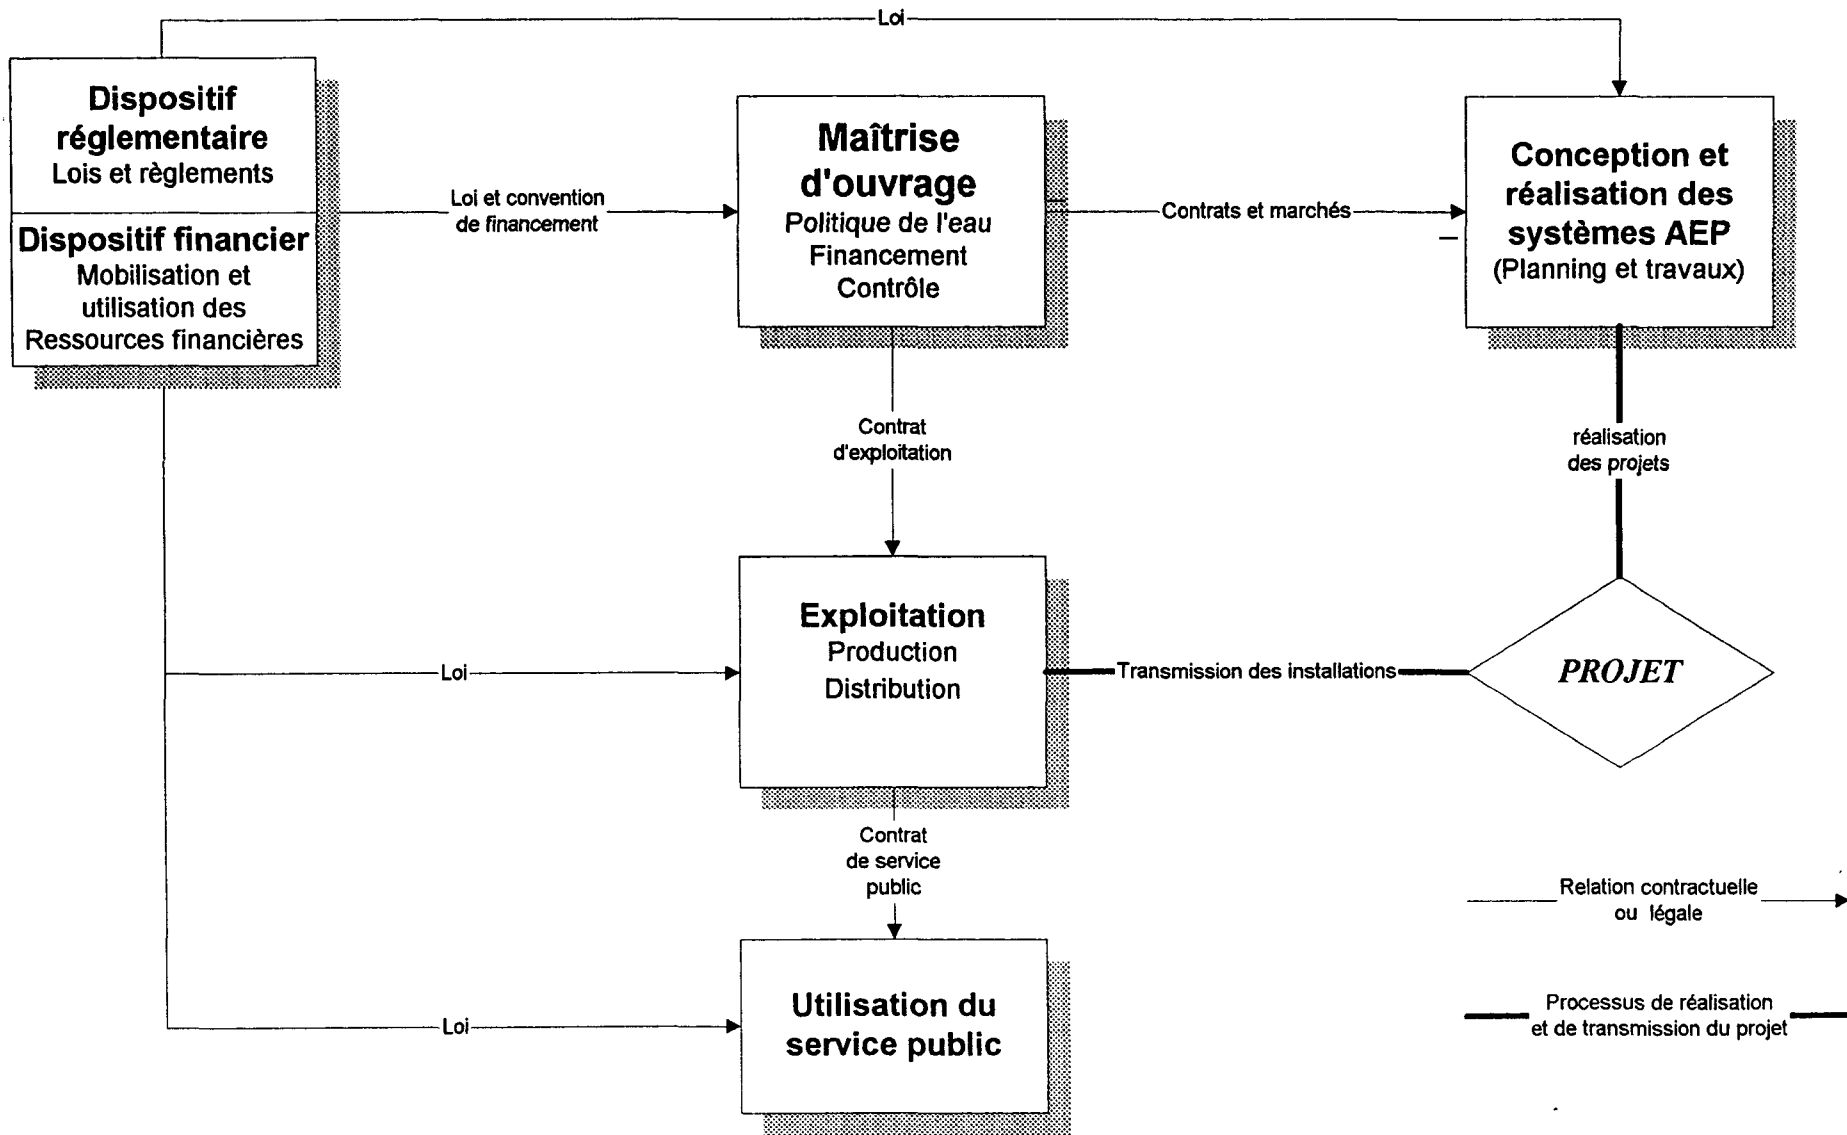 Loi
Dispositif
réglementaire
Lois et règlements
Dispositif financier
Mobilisation et
utilisation des
Ressources financières
Loi et convention
de financement
Maîtrise
d'ouvrage
Politique de l'eau
Financement
Contrôle
Contrats et marchés
Conception et
réalisation des
systèmes AEP
(Planning et travaux)
Contrat
d'exploitation
réalisation
des projets
Loi
Exploitation
Production
Distribution
Transmission des installations
PROJET
Contrat
de service
public
Relation contractuelle
ou légale
Loi
Utilisation du
service public
Processus de réalisation
et de transmission du projet